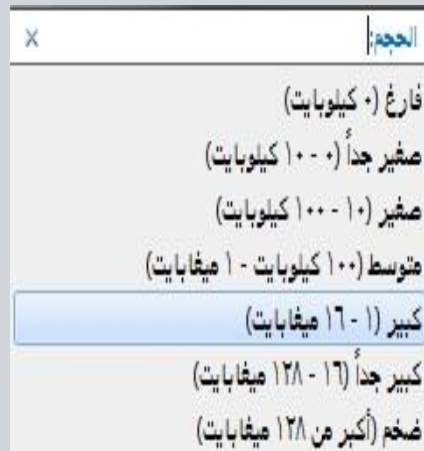 الحجم:
فارغ (٠ كيلوبايت)
صغير جداً (٠ - ١٠ كيلوبايت)
صغير (١٠ - ١٠٠ كيلوبايت)
متوسط (١٠٠ كيلوبايت - ١ ميغابايت)
كبير (١ - ١٦ ميغابايت)
كبير جداً (١٦ - ١٢٨ ميغابايت)
ضخم (أكبر من ١٢٨ ميغابايت)